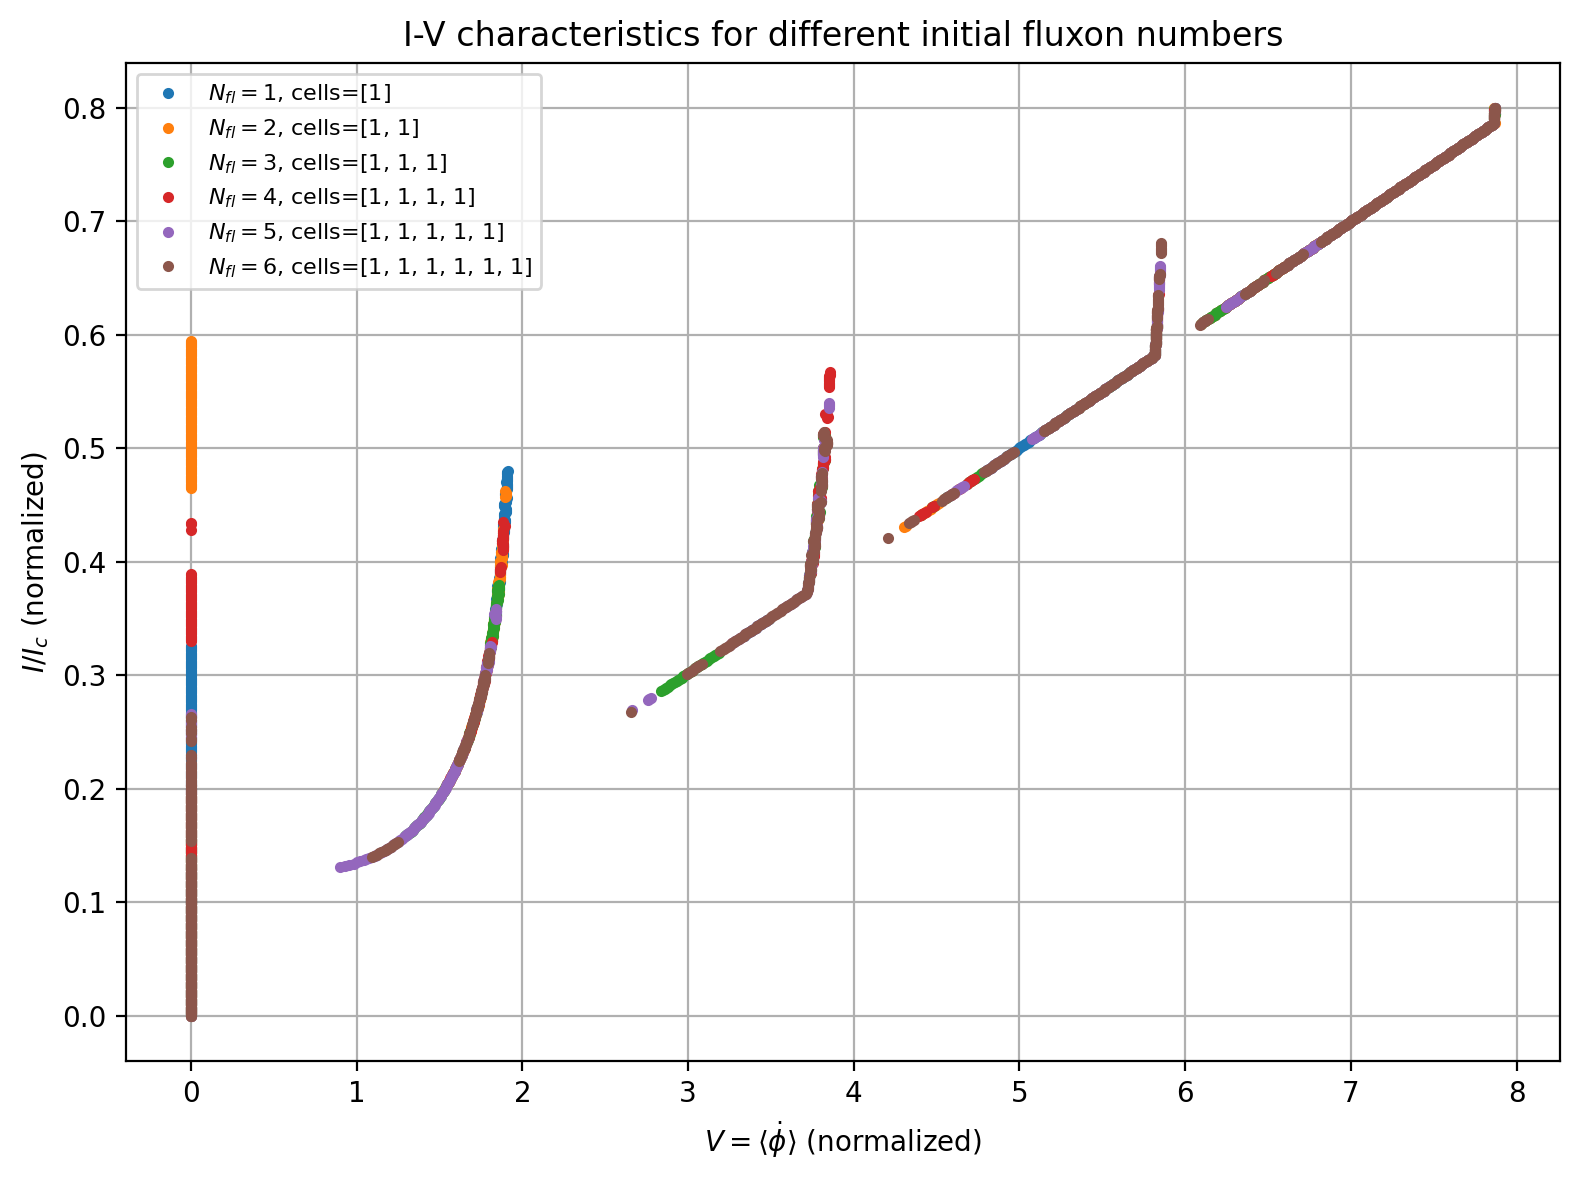 I-V characteristics for different initial fluxon numbers
N_{fl} = 1, cells=[1]
N_{fl} = 2, cells=[1, 1]
N_{fl} = 3, cells=[1, 1, 1]
N_{fl} = 4, cells=[1, 1, 1, 1]
N_{fl} = 5, cells=[1, 1, 1, 1, 1]
N_{fl} = 6, cells=[1, 1, 1, 1, 1, 1]
0.8
0.7
0.6
0.5
0.4
0.3
0.2
0.1
0.0
I/I_c (normalized)
0 1 2 3 4 5 6 7 8
V = ⟨\dot{ϕ}⟩ (normalized)